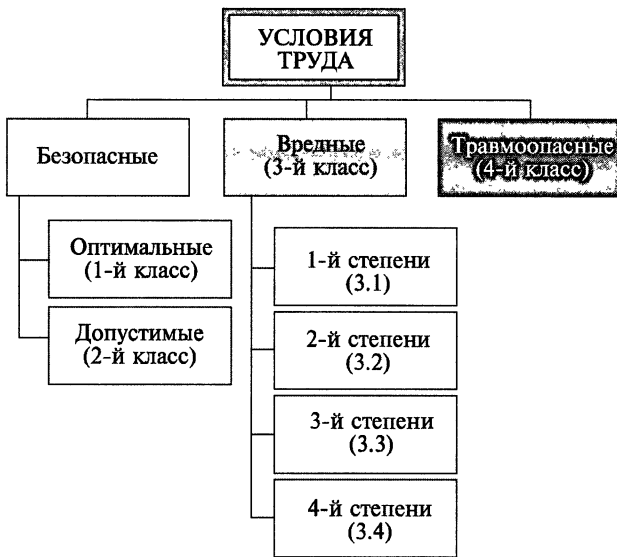 УСЛОВИЯ
ТРУДА
Безопасные
Вредные
(3-й класс)
Травмоопасные
(4-й класс)
Оптимальные
(1-й класс)
Допустимые
(2-й класс)
1-й степени
(3.1)
2-й степени
(3.2)
3-й степени
(3.3)
4-й степени
(3.4)